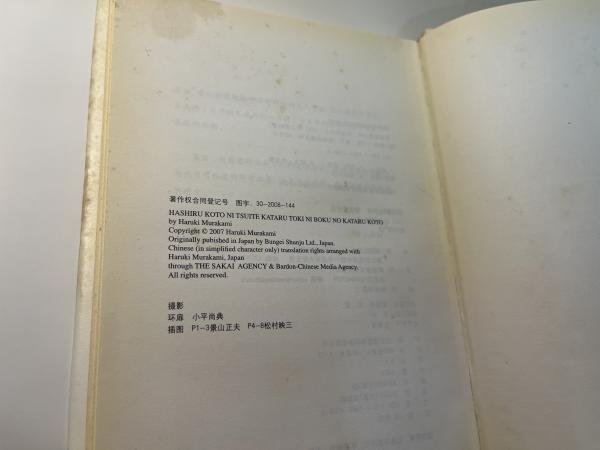 著作权合同登记号 图字：30-2008-144
HASHIRU KOTO NI TSUITE KATARU TOKI NI BOKU NO KATARU KOTO
by Haruki Murakami
Copyright © 2007 Haruki Murakami
Originally published in Japan by Bungei Shunju Ltd., Japan.
Chinese (in simplified character only) translation rights arranged with
Haruki Murakami, Japan
through THE SAKAI AGENCY & Bardon-Chinese Media Agency.
All rights reserved.
摄影
环扉 小平尚典
插图 P1-3景山正夫 P4-8松村映三